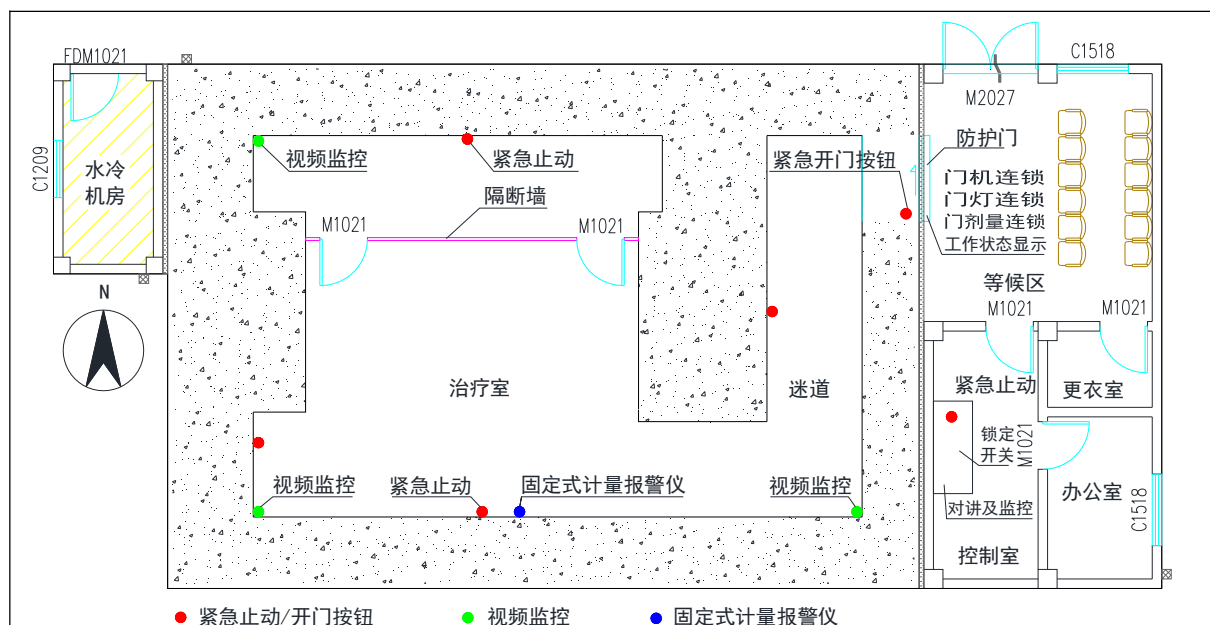 FDM1021
C1518
M2027
C1209
水冷
机房
视频监控
紧急止动
紧急开门按钮
防护门
门机连锁
门灯连锁
门剂量连锁
工作状态显示
隔断墙
M1021
M1021
等候区
N
M1021
M1021
治疗室
迷道
紧急止动
更衣室
锁定
开关
M1021
视频监控
紧急止动
固定式计量报警仪
视频监控
对讲及监控
办公室
C1518
控制室
紧急止动/开门按钮
视频监控
固定式计量报警仪